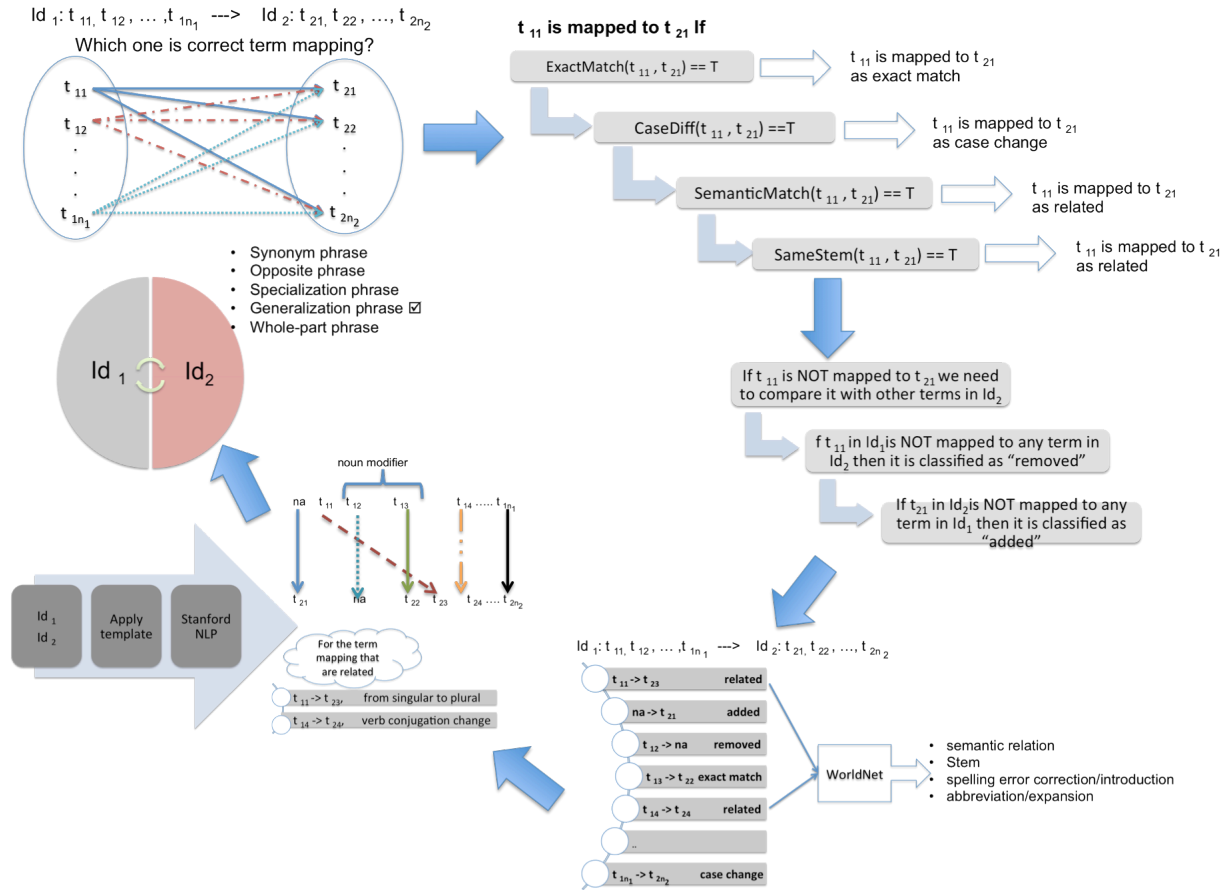 Id 1: t 11, t 12, … ,t 1n1 ---> Id 2: t 21, t 22, …, t 2n2
Which one is correct term mapping?
t 11
t 12
.
.
.
t 1n1
t 21
t 22
.
.
.
t 2n2
t 11 is mapped to t 21 If
ExactMatch(t 11 , t 21) == T
t 11 is mapped to t 21
as exact match
CaseDiff(t 11 , t 21) ==T
t 11 is mapped to t 21
as case change
SemanticMatch(t 11 , t 21) == T
t 11 is mapped to t 21
as related
SameStem(t 11 , t 21) == T
t 11 is mapped to t 21
as related
If t 11 is NOT mapped to t 21 we need
to compare it with other terms in Id2
f t 11 in Id1is NOT mapped to any term in
Id2 then it is classified as “removed”
If t21 in Id2is NOT mapped to any
term in Id1 then it is classified as
“added”
Id 1: t 11, t 12, … ,t 1n 1 ---> Id 2: t 21, t 22, …, t 2n 2
t 11 -> t 23 related
na -> t 21 added
t 12 -> na removed
t 13 -> t 22 exact match
t 14 -> t 24 related
..
t 1n1 -> t 2n2 case change
WorldNet
• semantic relation
• Stem
• spelling error correction/introduction
• abbreviation/expansion
noun modifier
na t 11 t 12 t 13 t 14 ….. t 1n1
t 21 na t 22 t 23 t 24 …. t 2n2
For the term
mapping that
are related
t 11 -> t 23, from singular to plural
t 14 -> t 24, verb conjugation change
Id 1
Id 2
Apply
template
Stanford
NLP
• Synonym phrase
• Opposite phrase
• Specialization phrase
• Generalization phrase ☑
• Whole-part phrase
Id 1
Id2